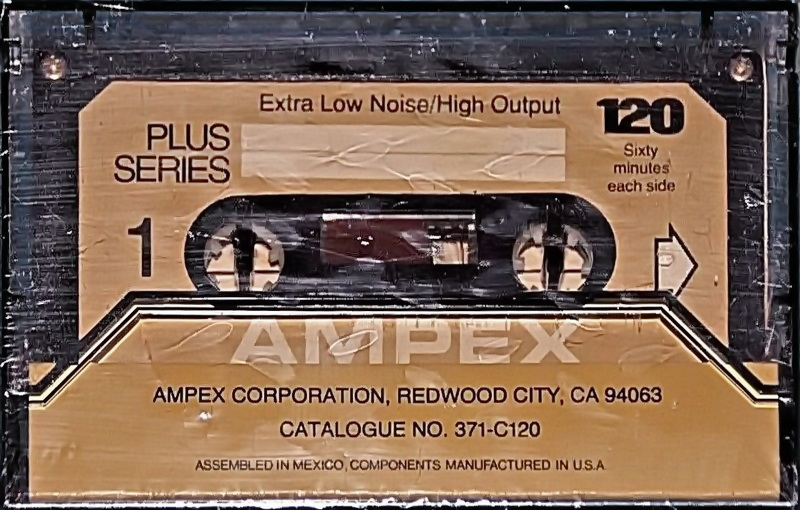 Extra Low Noise/High Output
120
PLUS
SERIES
Sixty
minutes
each side
1
AMPEX
AMPEX CORPORATION, REDWOOD CITY, CA 94063
CATALOGUE NO. 371-C120
ASSEMBLED IN MEXICO, COMPONENTS MANUFACTURED IN U.S.A.